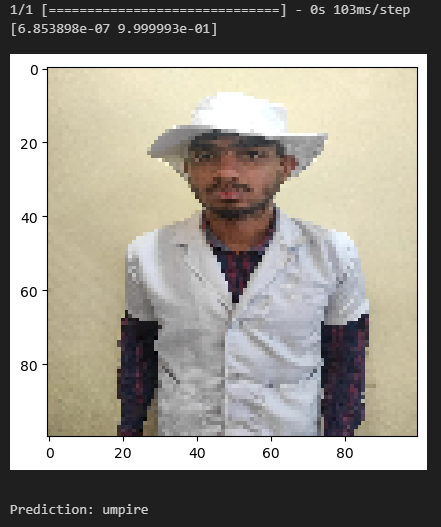 1/1 [==============================] - 0s 103ms/step
[6.853898e-07 9.999993e-01]
0
20
40
60
80
0 20 40 60 80
Prediction: umpire